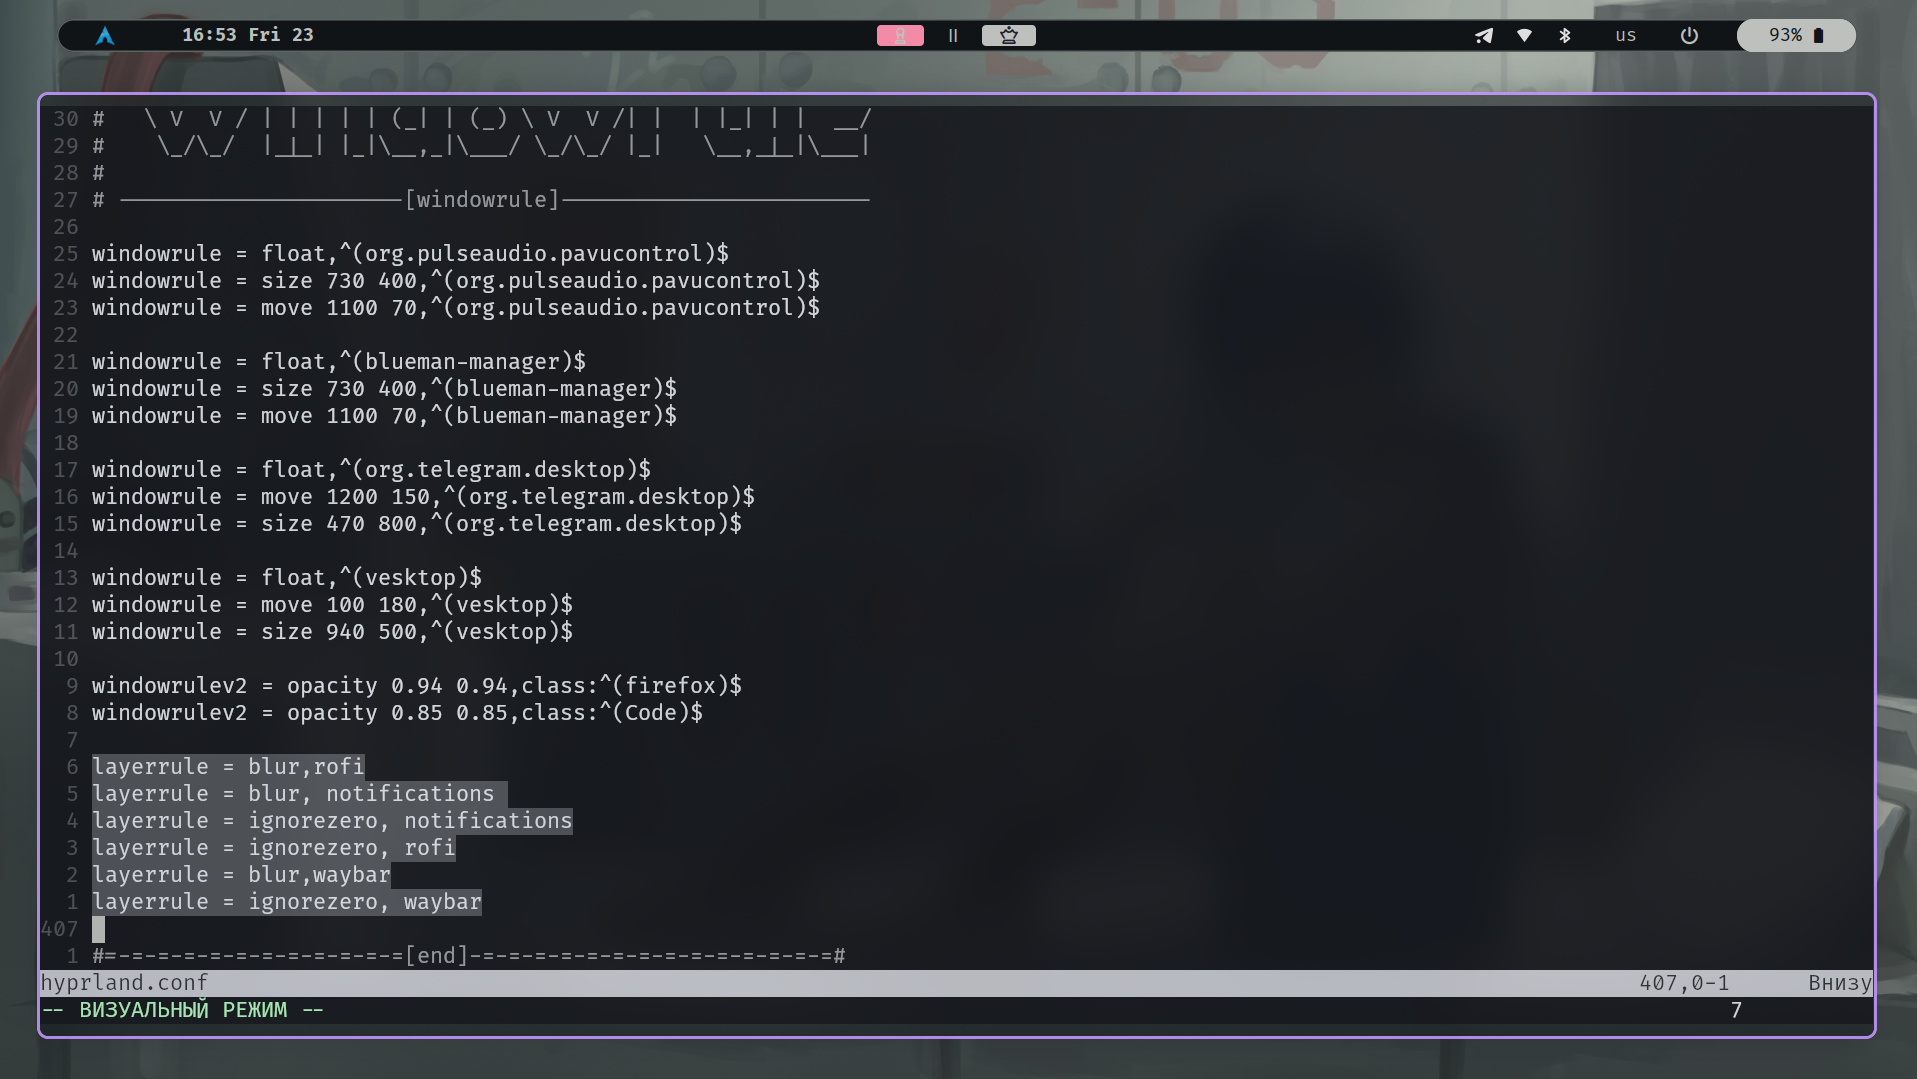 16:53 Fri 23
II
us
93%
30 #   \ V  V / | | | | | (_| | (_) \ V  V /| |  | |_| | |  __/
29 #    \_/\_/  |_|_| |_|\__,_|\___/ \_/\_/ |_|   \__,_|_|\___|
28 #
27 # ——————————————————————[windowrule]————————————————————————
26
25 windowrule = float,^(org.pulseaudio.pavucontrol)$
24 windowrule = size 730 400,^(org.pulseaudio.pavucontrol)$
23 windowrule = move 1100 70,^(org.pulseaudio.pavucontrol)$
22
21 windowrule = float,^(blueman-manager)$
20 windowrule = size 730 400,^(blueman-manager)$
19 windowrule = move 1100 70,^(blueman-manager)$
18
17 windowrule = float,^(org.telegram.desktop)$
16 windowrule = move 1200 150,^(org.telegram.desktop)$
15 windowrule = size 470 800,^(org.telegram.desktop)$
14
13 windowrule = float,^(vesktop)$
12 windowrule = move 100 180,^(vesktop)$
11 windowrule = size 940 500,^(vesktop)$
10
9 windowrulev2 = opacity 0.94 0.94,class:^(firefox)$
8 windowrulev2 = opacity 0.85 0.85,class:^(Code)$
7
6 layerrule = blur,rofi
5 layerrule = blur, notifications
4 layerrule = ignorezero, notifications
3 layerrule = ignorezero, rofi
2 layerrule = blur,waybar
1 layerrule = ignorezero, waybar
407
1 #=-=-=-=-=-=-=-=-=-=-=-=[end]-=-=-=-=-=-=-=-=-=-=-=-=-=-=#
hyprland.conf 407,0-1 Внизу
-- ВИЗУАЛЬНЫЙ РЕЖИМ -- 7